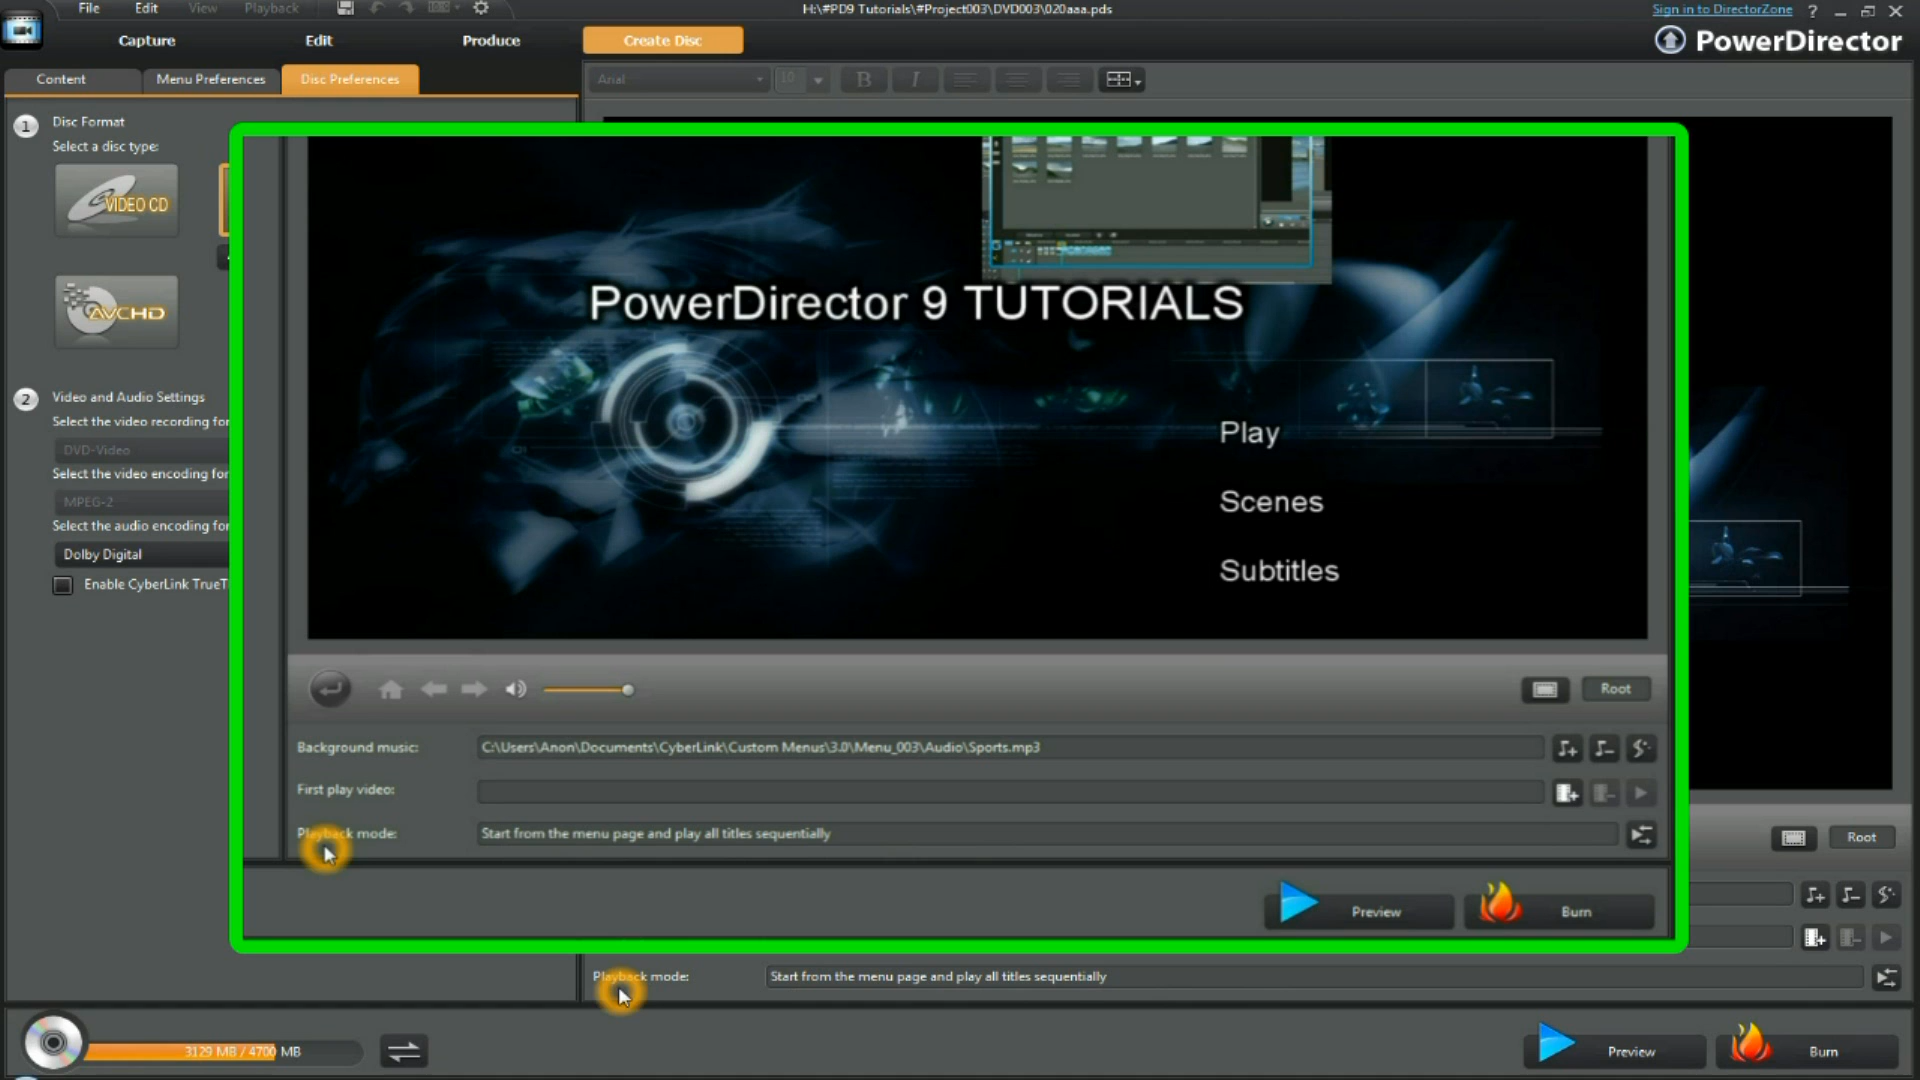 File Edit View Playback
H:\#PD9 Tutorials\#Project003\DVD003\020aaa.pds
Sign in to DirectorZone ?
Capture Edit Produce Create Disc
PowerDirector
Content Menu Preferences Disc Preferences
Arial 10 B I
1 Disc Format
Select a disc type:
VIDEO CD
AVCHD
2 Video and Audio Settings
Select the video recording for
DVD-Video
Select the video encoding for
MPEG-2
Select the audio encoding for
Dolby Digital
Enable CyberLink TrueT
PowerDirector 9 TUTORIALS
Play
Scenes
Subtitles
Root
Background music: C:\Users\Anon\Documents\CyberLink\Custom Menus\3.0\Menu_003\Audio\Sports.mp3
First play video:
Playback mode: Start from the menu page and play all titles sequentially
Preview Burn
Root
Playback mode: Start from the menu page and play all titles sequentially
3129 MB / 4700 MB
Preview Burn